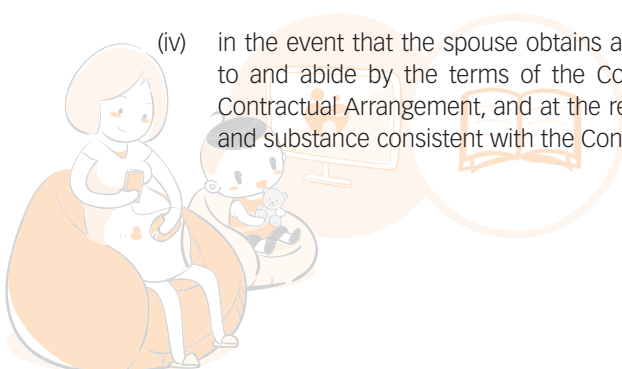 (iv) in the event that the spouse obtains a
to and abide by the terms of the Co
Contractual Arrangement, and at the re
and substance consistent with the Con